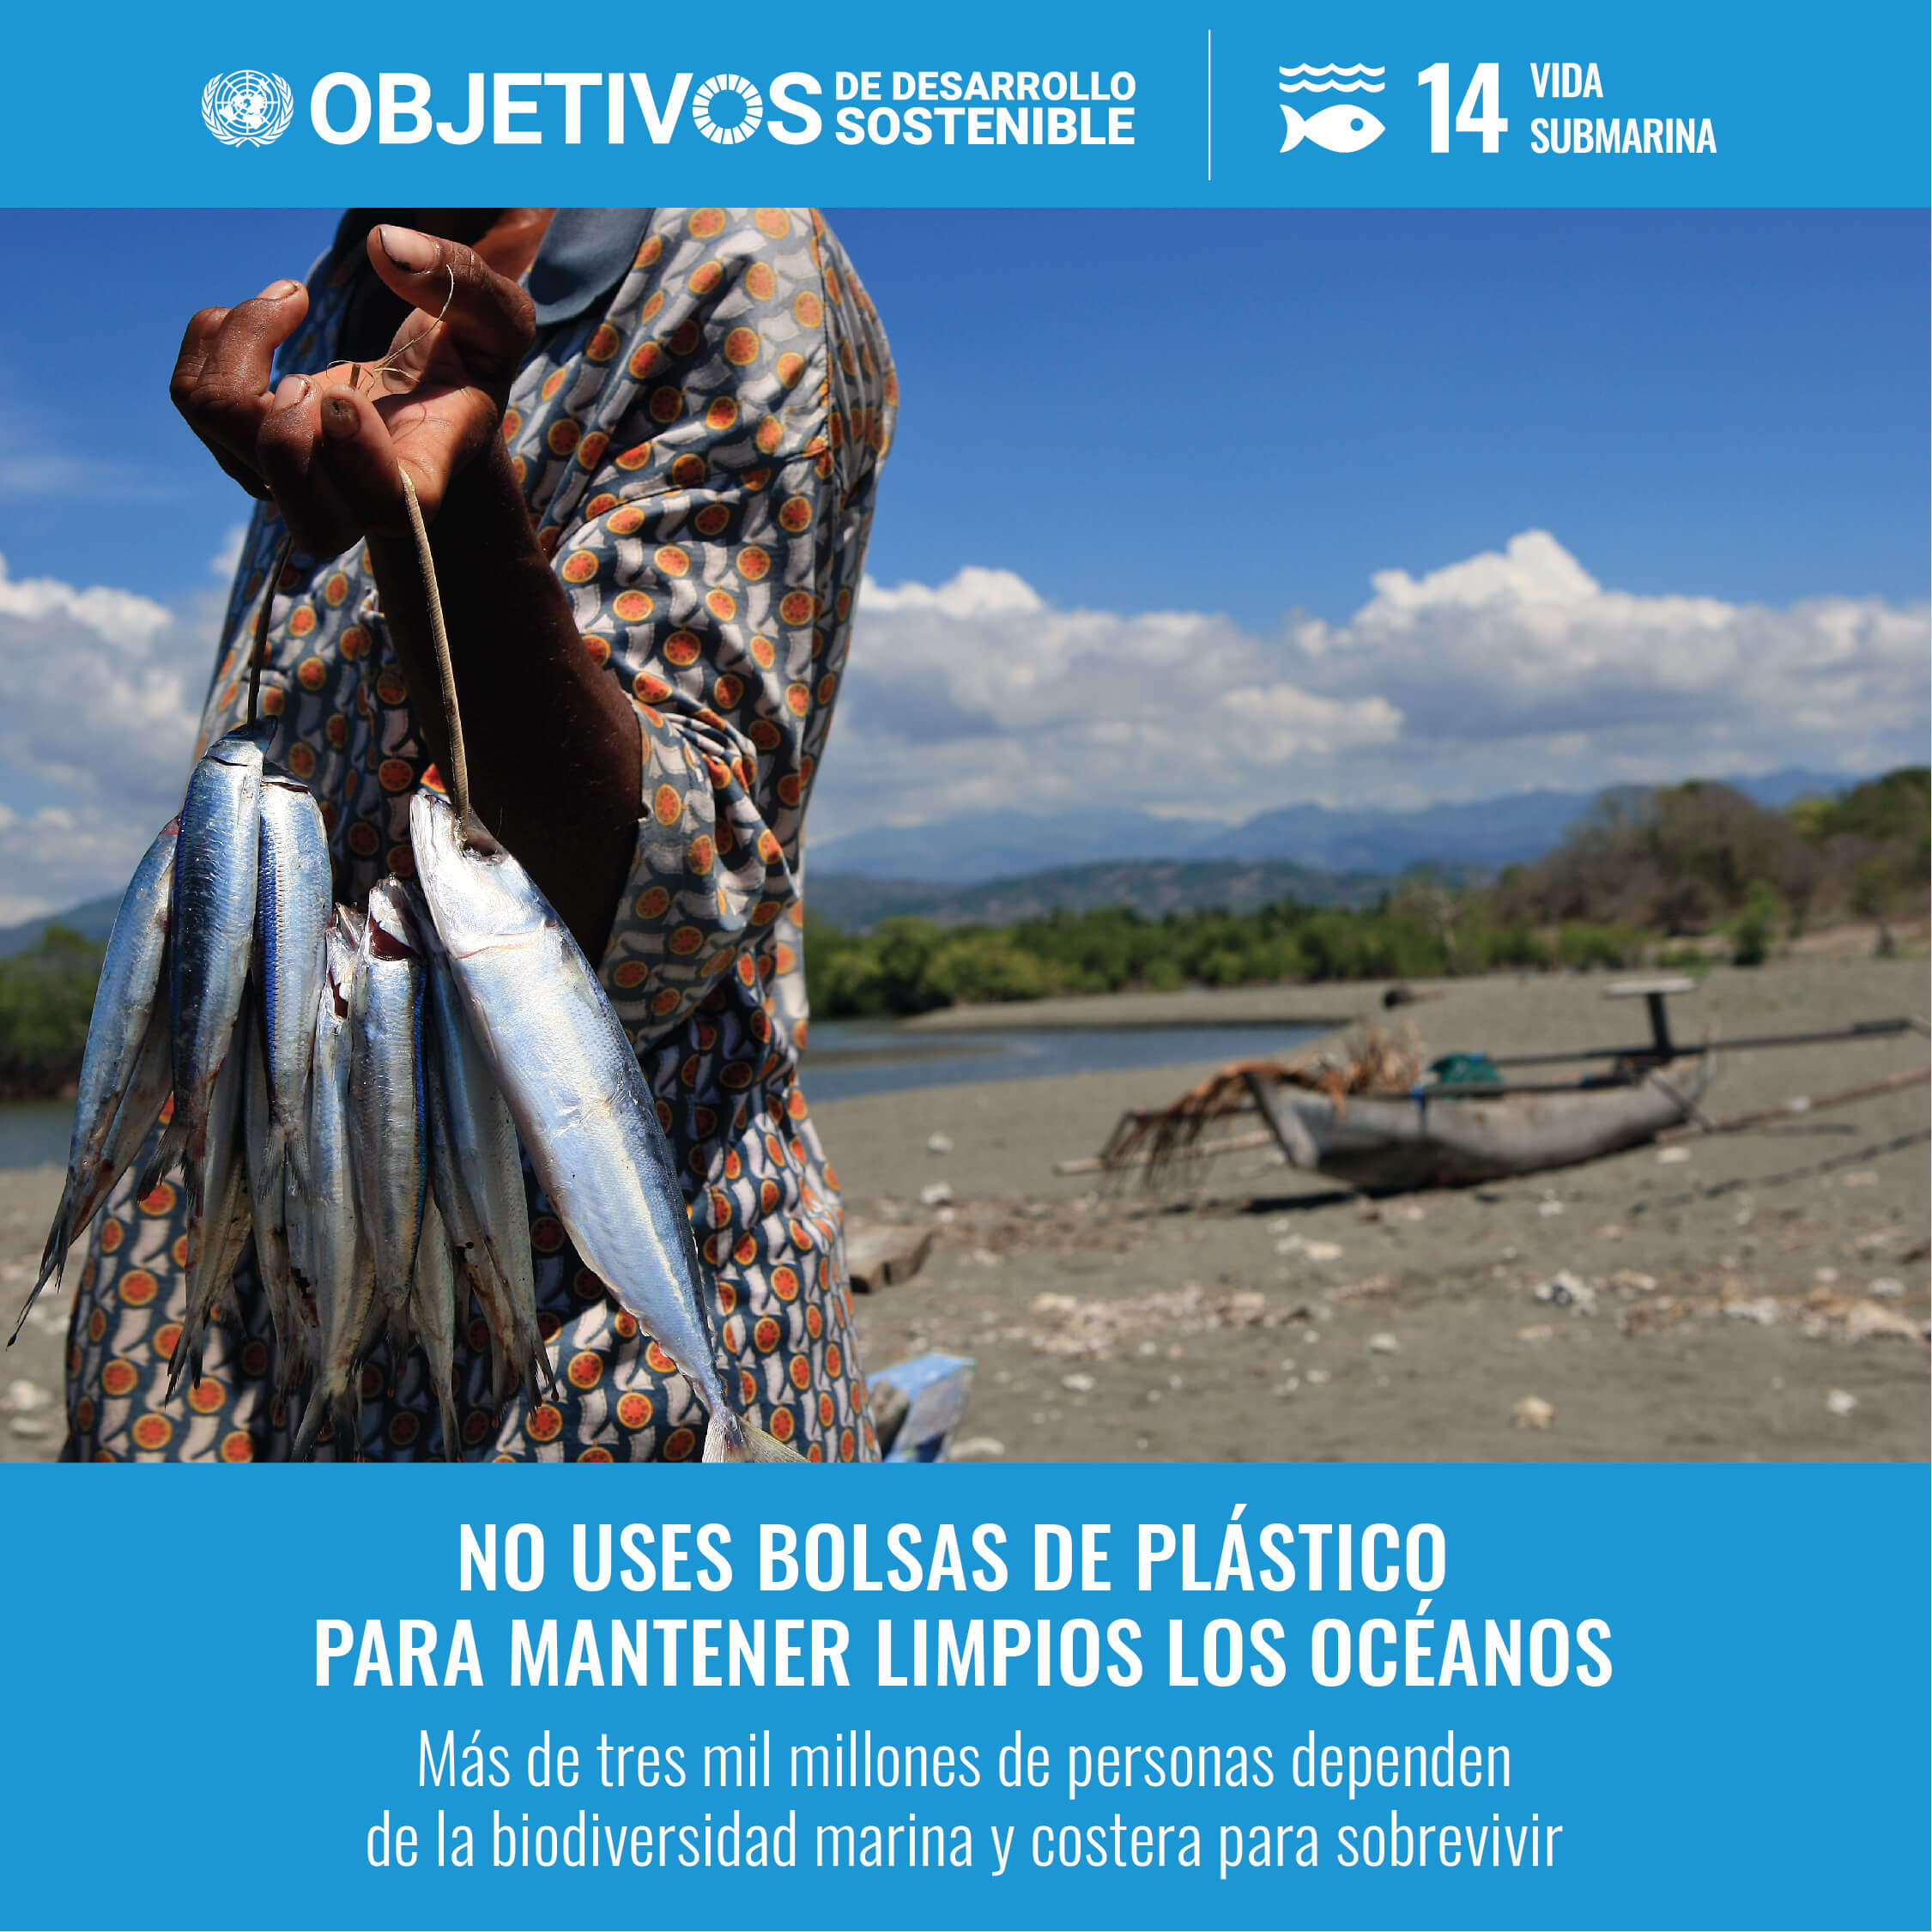 OBJETIVOS DE DESARROLLO
SOSTENIBLE
14 VIDA
SUBMARINA
NO USES BOLSAS DE PLÁSTICO
PARA MANTENER LIMPIOS LOS OCÉANOS
Más de tres mil millones de personas dependen
de la biodiversidad marina y costera para sobrevivir